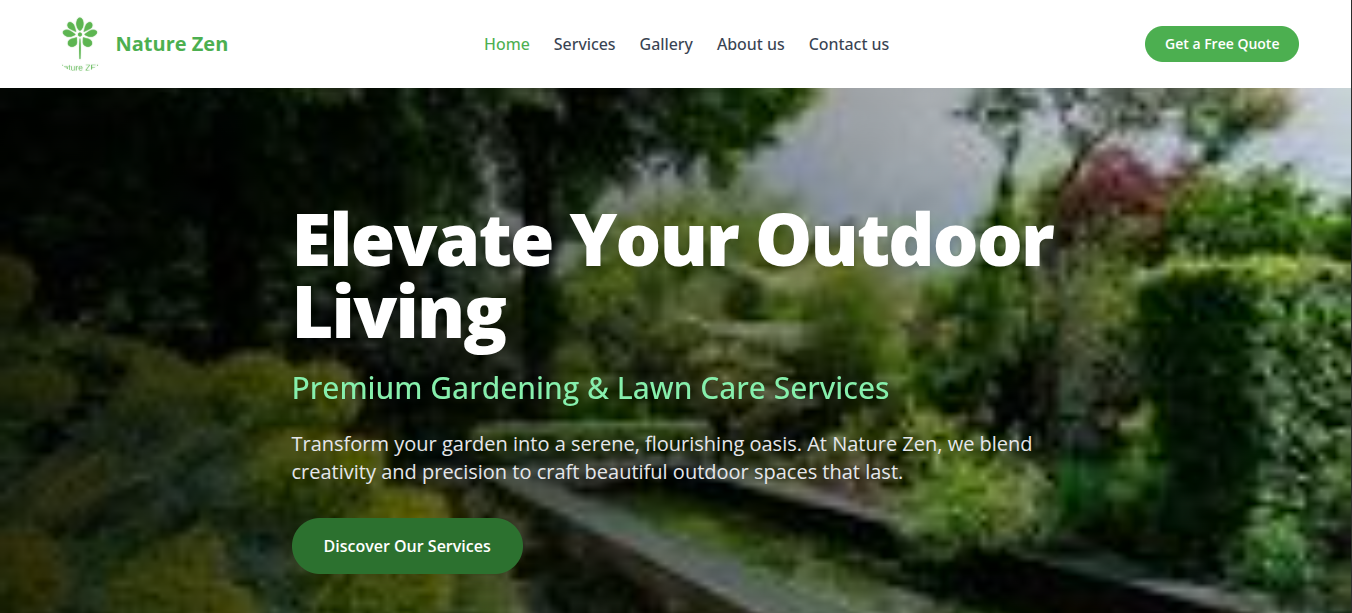 Nature Zen
Home Services Gallery About us Contact us
Get a Free Quote
Elevate Your Outdoor
Living
Premium Gardening & Lawn Care Services
Transform your garden into a serene, flourishing oasis. At Nature Zen, we blend
creativity and precision to craft beautiful outdoor spaces that last.
Discover Our Services